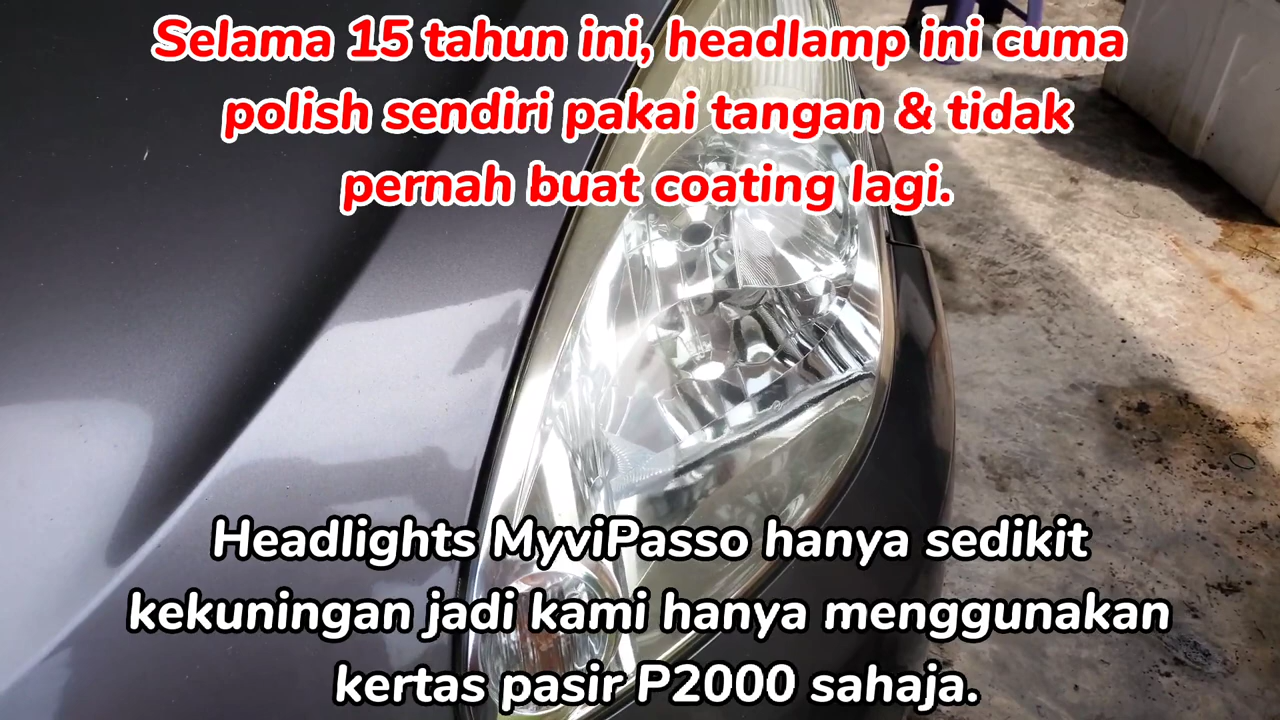 Selama 15 tahun ini, headlamp ini cuma
polish sendiri pakai tangan & tidak
pernah buat coating lagi.
Headlights MyviPasso hanya sedikit
kekuningan jadi kami hanya menggunakan
kertas pasir P2000 sahaja.